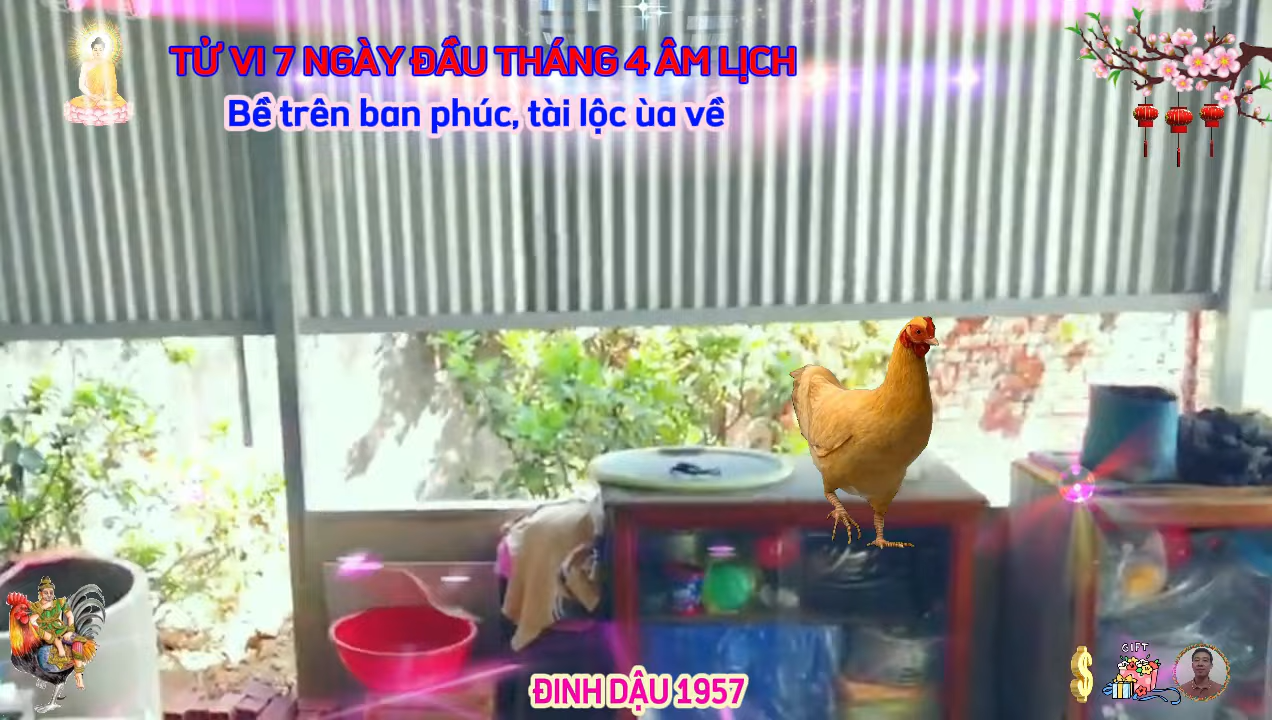 TỬ VI 7 NGÀY ĐẦU THÁNG 4 ÂM LỊCH
Bề trên ban phúc, tài lộc ùa về
GIFT
ĐINH DẬU 1957